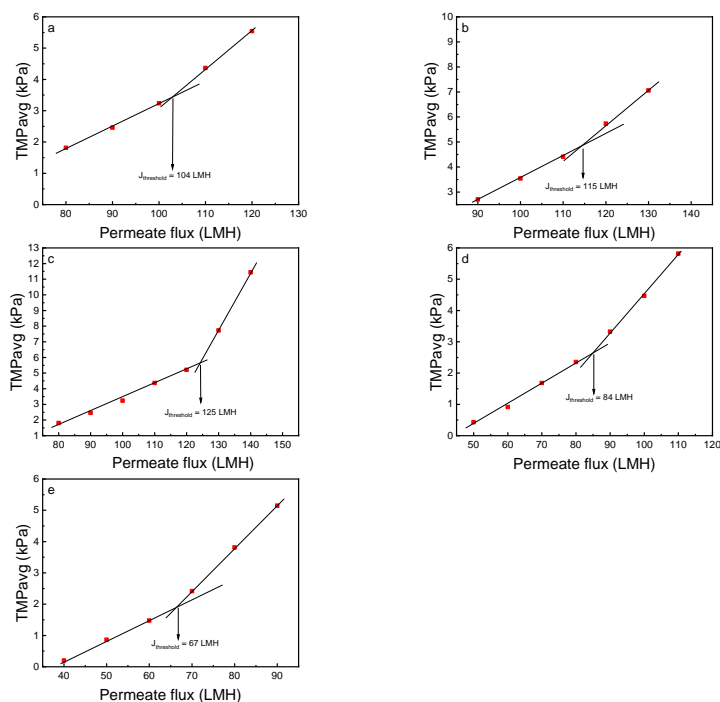 a
TMPavg (kPa)
6
5
4
3
2
1
0
80 90 100 110 120 130
J_threshold = 104 LMH
Permeate flux (LMH)
b
TMPavg (kPa)
10
9
8
7
6
5
4
3
90 100 110 120 130 140
J_threshold = 115 LMH
Permeate flux (LMH)
c
TMPavg (kPa)
13
12
11
10
9
8
7
6
5
4
3
2
1
80 90 100 110 120 130 140 150
J_threshold = 125 LMH
Permeate flux (LMH)
d
TMPavg (kPa)
6
5
4
3
2
1
0
50 60 70 80 90 100 110 120
J_threshold = 84 LMH
Permeate flux (LMH)
e
TMPavg (kPa)
6
5
4
3
2
1
0
40 50 60 70 80 90
J_threshold = 67 LMH
Permeate flux (LMH)